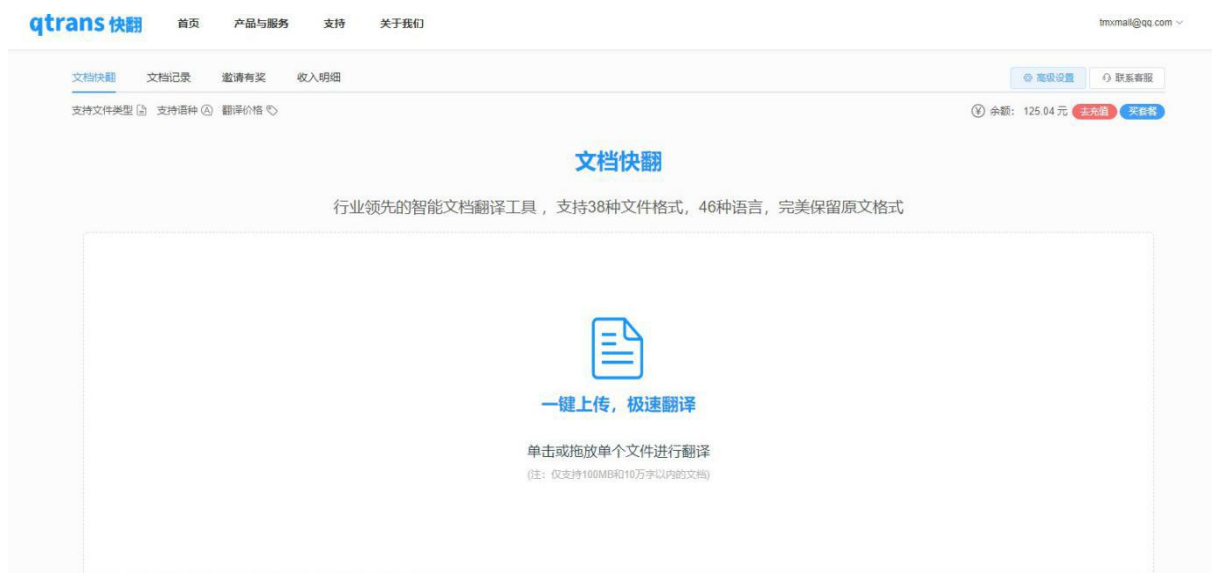 qtrans 快翻 首页 产品与服务 支持 关于我们 tmxmall@qq.com
文档快翻 文档记录 邀请有奖 收入明细 高级设置 联系客服
支持文件类型 支持语种 翻译价格 余额: 125.04 元 去充值 买套餐
文档快翻
行业领先的智能文档翻译工具 ,支持38种文件格式,46种语言,完美保留原文格式
一键上传,极速翻译
单击或拖放单个文件进行翻译
(注: 仅支持100MB和10万字以内的文档)